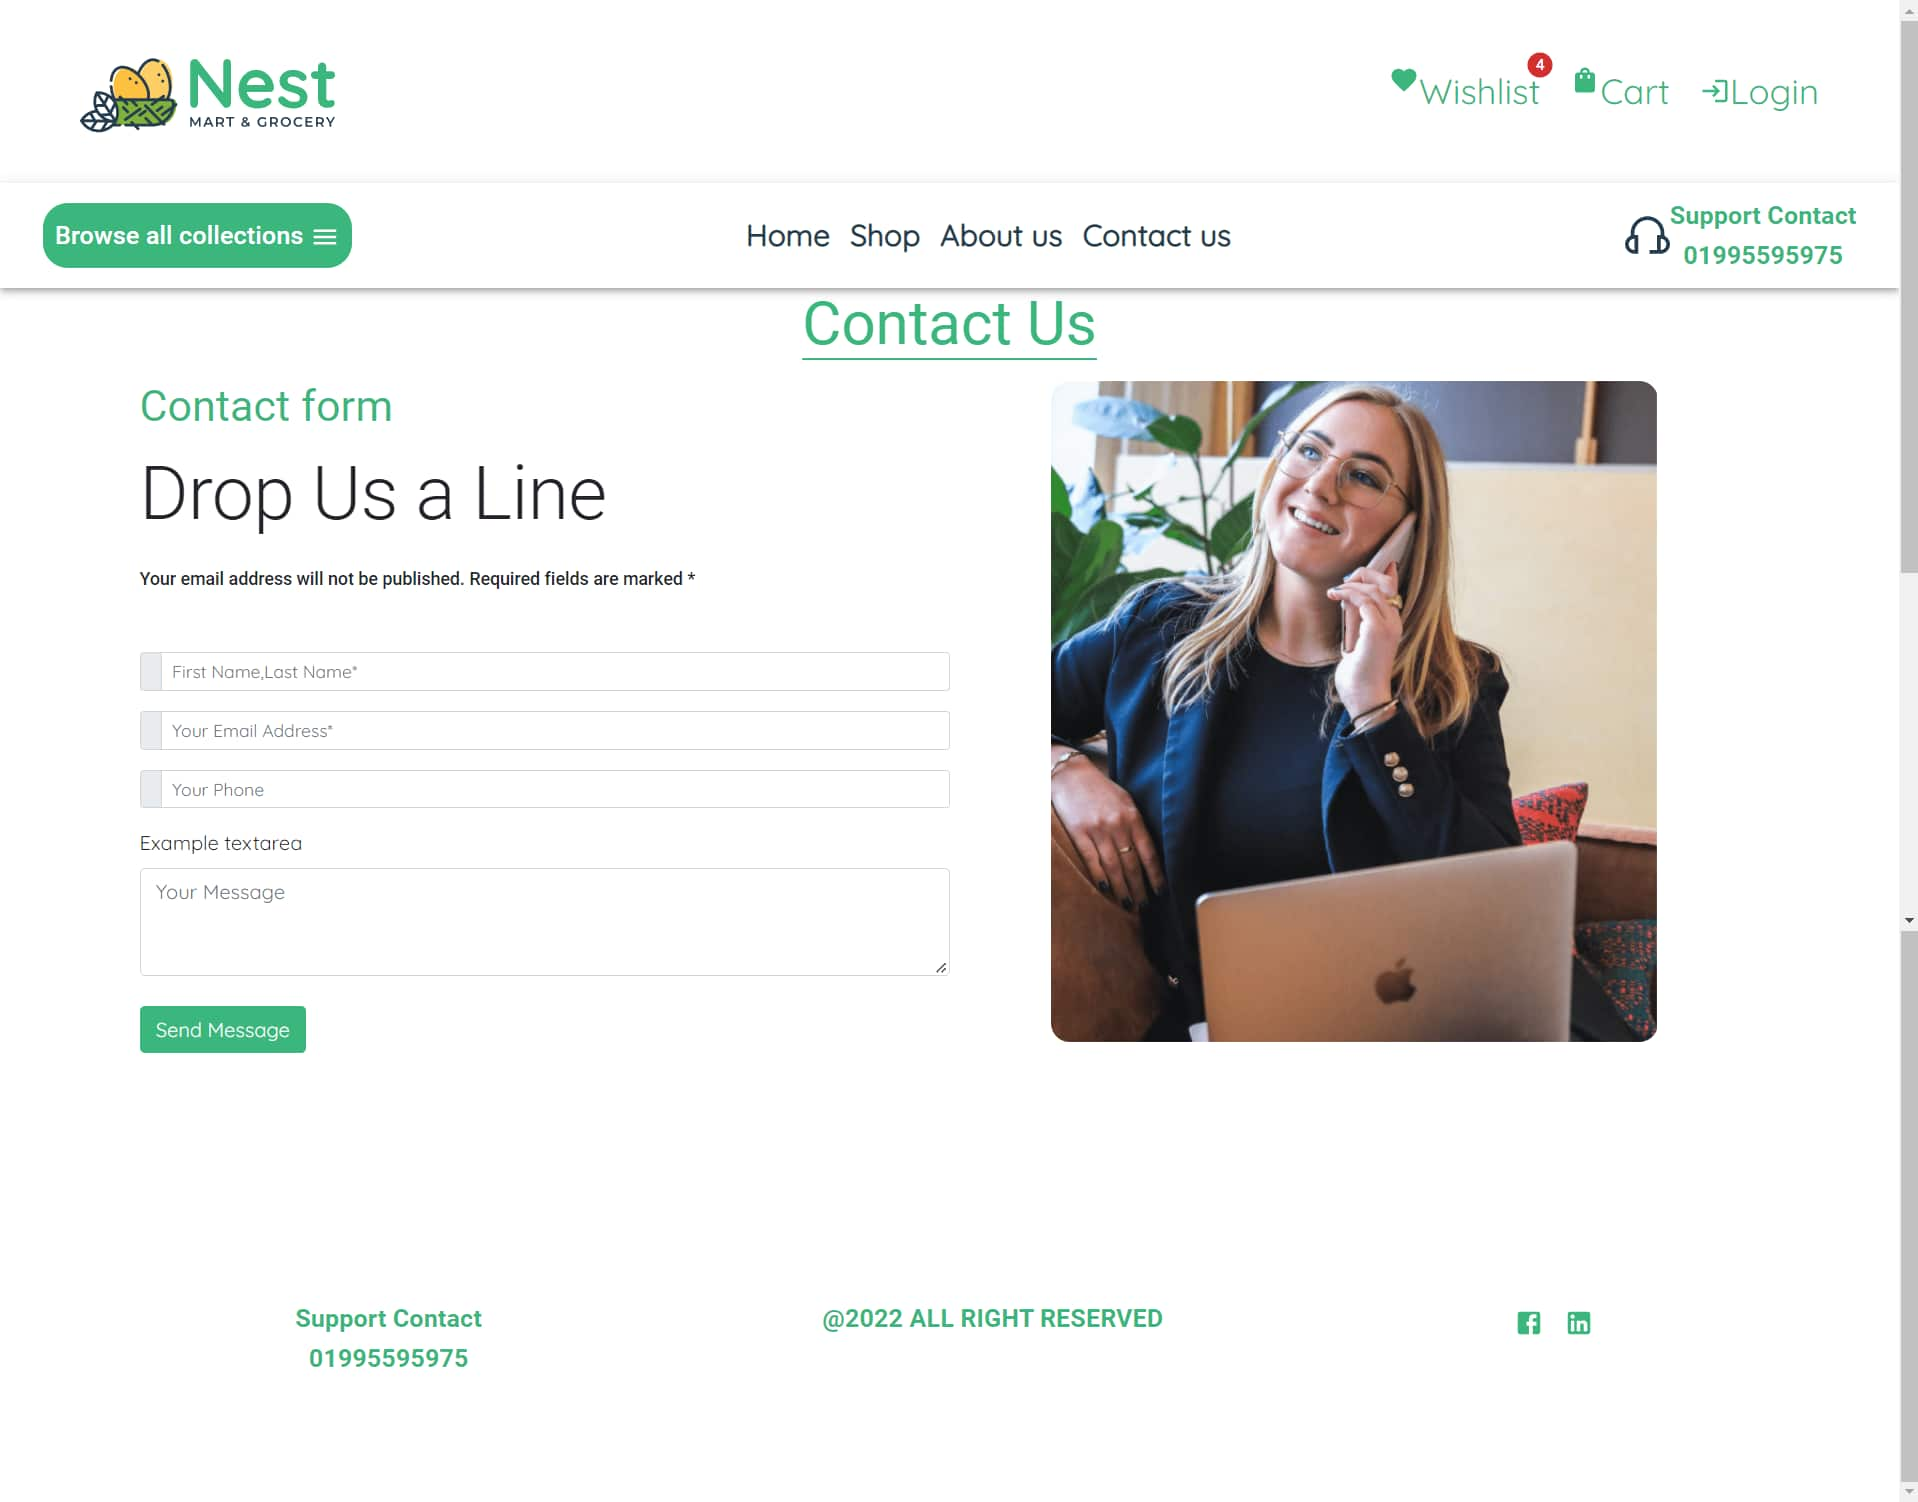 Nest
MART & GROCERY
Wishlist 4
Cart
Login
Browse all collections
Home Shop About us Contact us
Support Contact
01995595975
Contact Us
Contact form
Drop Us a Line
Your email address will not be published. Required fields are marked *
First Name,Last Name*
Your Email Address*
Your Phone
Example textarea
Your Message
Send Message
Support Contact
01995595975
@2022 ALL RIGHT RESERVED